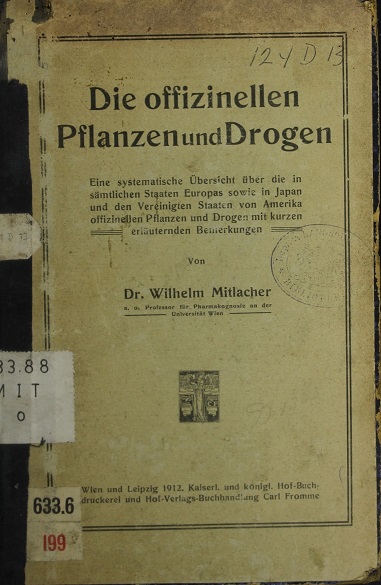 124 D 13
Die offizinellen
Pflanzen und Drogen
Eine systematische Übersicht über die in
sämtlichen Staaten Europas sowie in Japan
und den Vereinigten Staaten von Amerika
offizinellen Pflanzen und Drogen mit kurzen
erläuternden Bemerkungen
Von
Dr. Wilhelm Mitlacher
a. o. Professor für Pharmakognosie an der
Universität Wien
33.88
MIT
o
Wien und Leipzig 1912. Kaiserl. und königl. Hof-Buch-
druckerei und Hof-Verlags-Buchhandlung Carl Fromme
633.6
199